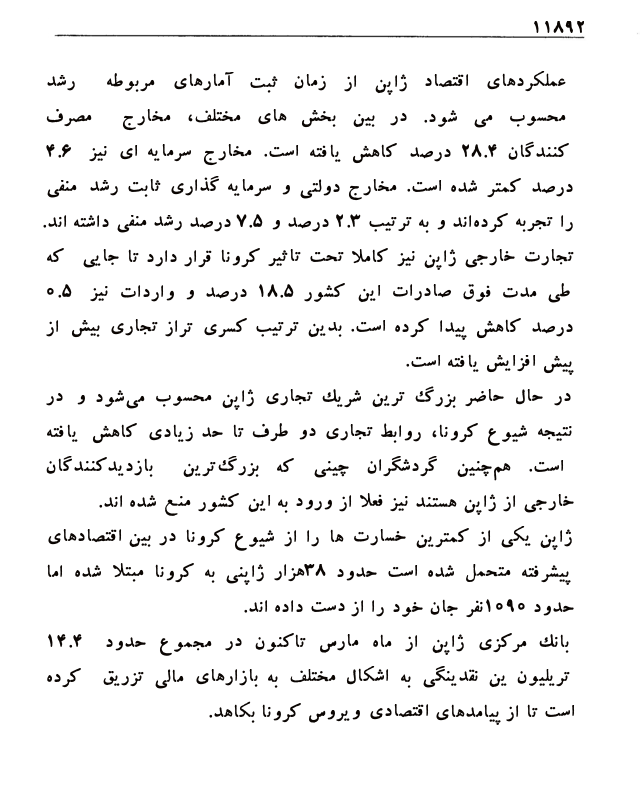 ۱۱۸۹۲
عملکردهای اقتصاد ژاپن از زمان ثبت آمارهای مربوطه رشد
محسوب می شود. در بین بخش های مختلف، مخارج مصرف
کنندگان ۲۸.۴ درصد کاهش یافته است. مخارج سرمایه ای نیز ۴.۶
درصد کمتر شده است. مخارج دولتی و سرمایه گذاری ثابت رشد منفی
را تجربه کرده‌اند و به ترتیب ۲.۳ درصد و ۷.۵ درصد رشد منفی داشته اند.
تجارت خارجی ژاپن نیز کاملا تحت تاثیر کرونا قرار دارد تا جایی که
طی مدت فوق صادرات این کشور ۱۸.۵ درصد و واردات نیز ۰.۵
درصد کاهش پیدا کرده است. بدین ترتیب کسری تراز تجاری بیش از
پیش افزایش یافته است.
در حال حاضر بزرگ ترین شریك تجاری ژاپن محسوب می‌شود و در
نتیجه شیوع کرونا، روابط تجاری دو طرف تا حد زیادی کاهش یافته
است. هم‌چنین گردشگران چینی که بزرگ‌ترین بازدیدکنندگان
خارجی از ژاپن هستند نیز فعلا از ورود به این کشور منع شده اند.
ژاپن یکی از کمترین خسارت ها را از شیوع کرونا در بین اقتصادهای
پیشرفته متحمل شده است حدود ۳۸هزار ژاپنی به کرونا مبتلا شده اما
حدود ۱۰۹۰نفر جان خود را از دست داده اند.
بانك مرکزی ژاپن از ماه مارس تاکنون در مجموع حدود ۱۴.۴
تریلیون ین نقدینگی به اشکال مختلف به بازارهای مالی تزریق کرده
است تا از پیامدهای اقتصادی ویروس کرونا بکاهد.